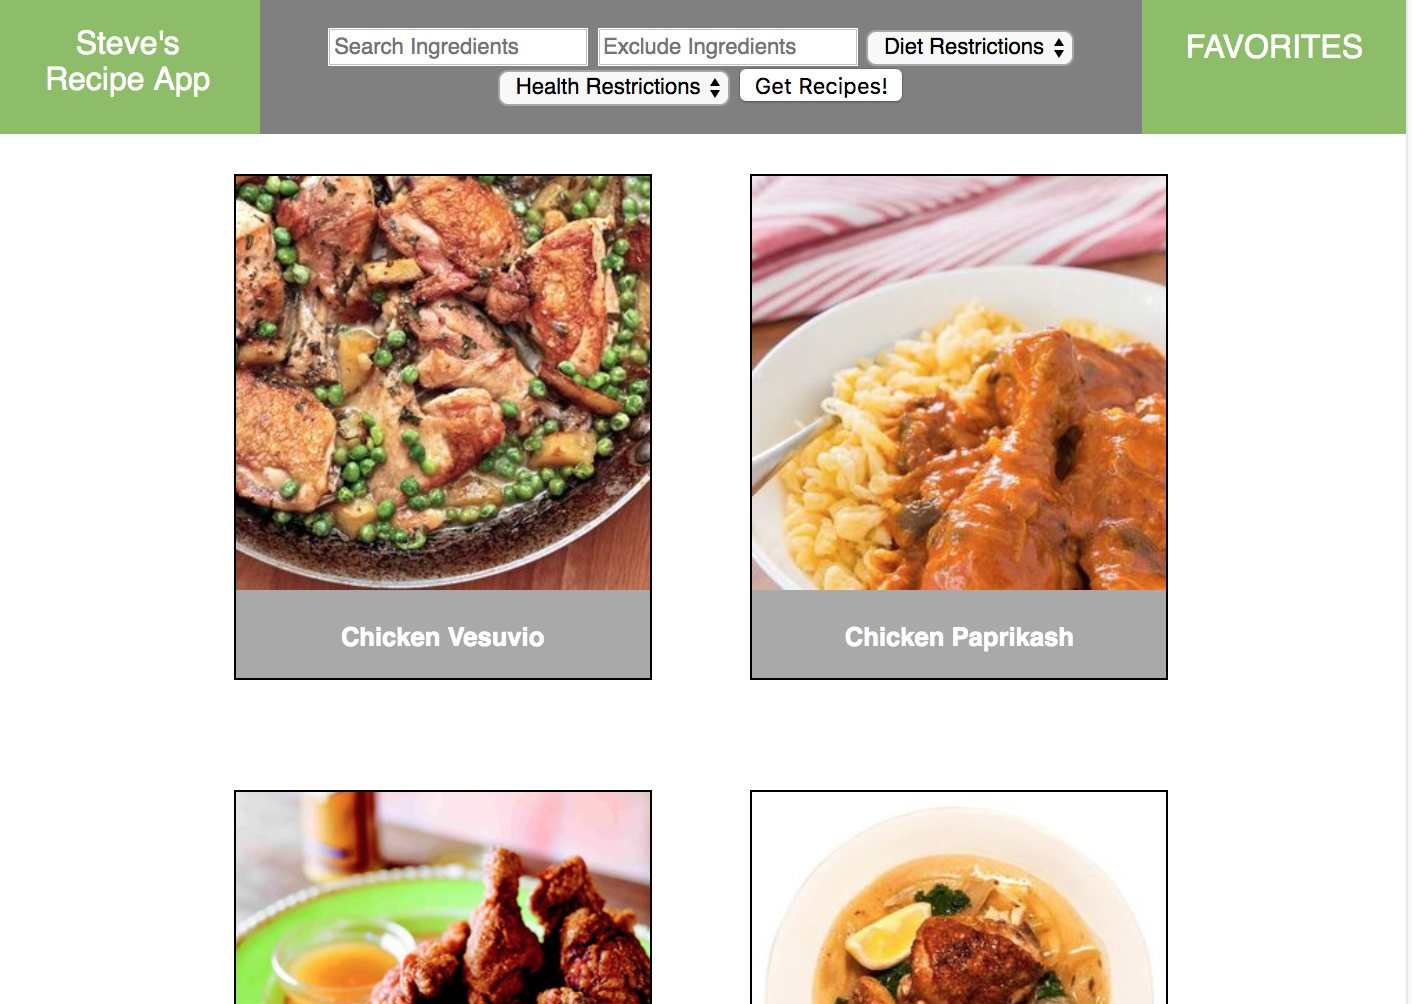 Steve's
Recipe App
Search Ingredients
Exclude Ingredients
Diet Restrictions
Health Restrictions
Get Recipes!
FAVORITES
Chicken Vesuvio
Chicken Paprikash